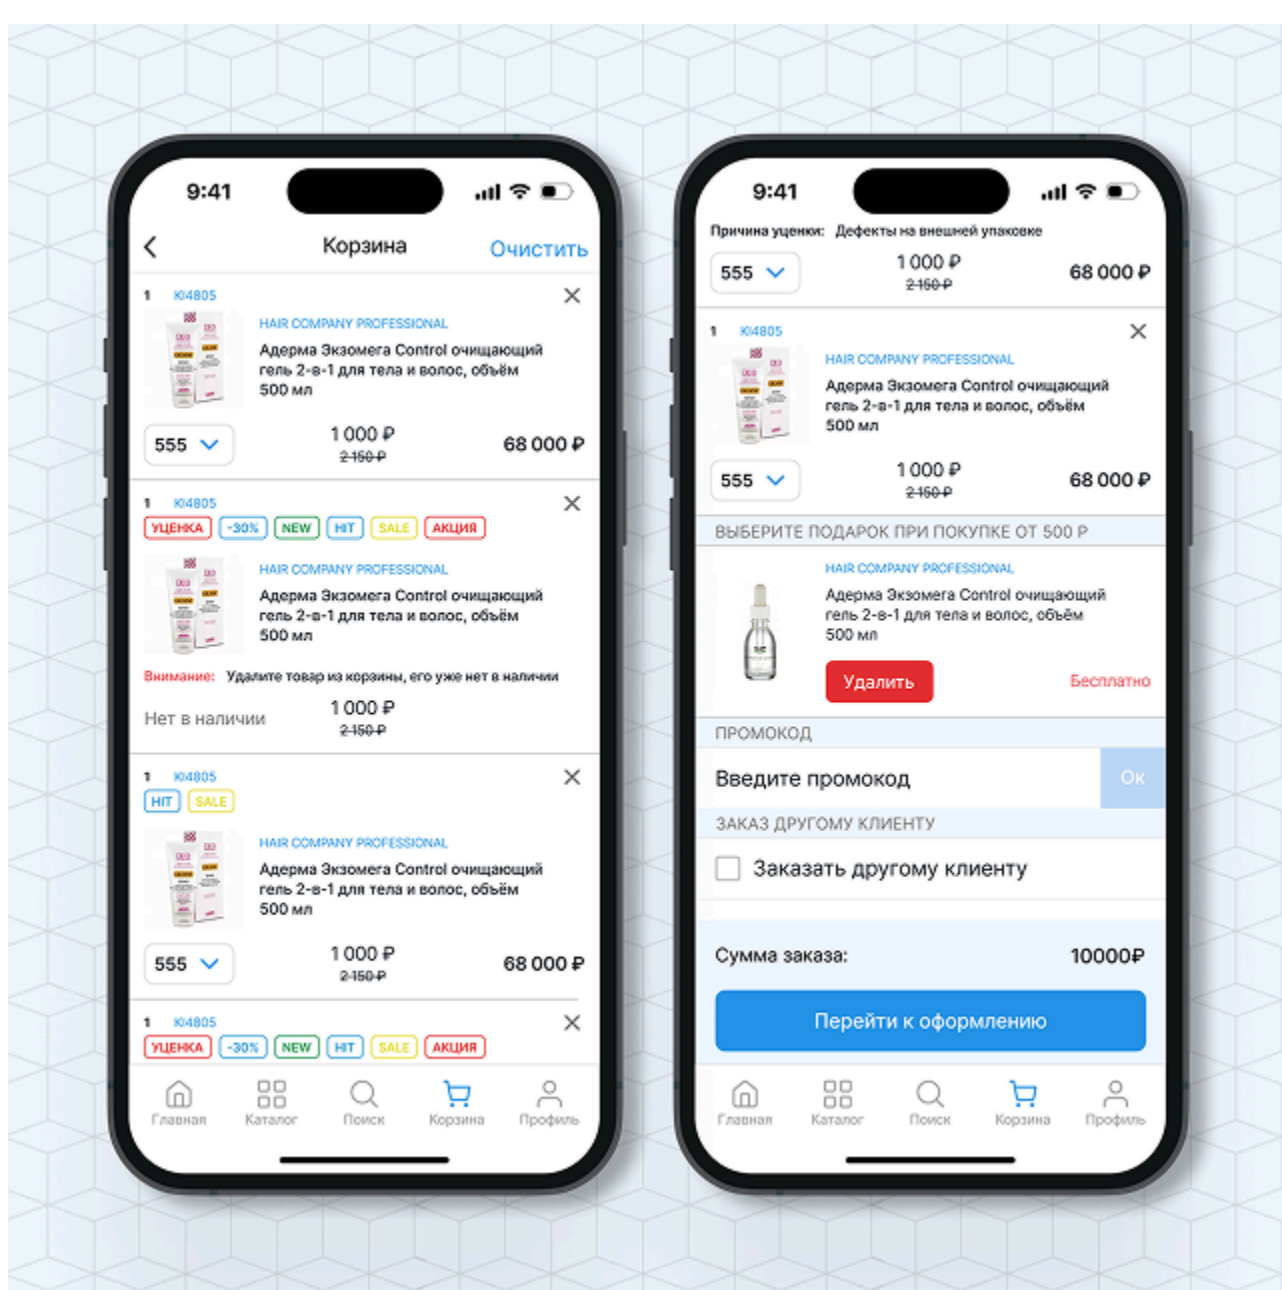 9:41
Корзина
Очистить
1 KI4805
HAIR COMPANY PROFESSIONAL
Адерма Экзомега Control очищающий
гель 2-в-1 для тела и волос, объём
500 мл
555
1 000 ₽
2 150 ₽
68 000 ₽
1 KI4805
УЦЕНКА -30% NEW HIT SALE АКЦИЯ
HAIR COMPANY PROFESSIONAL
Адерма Экзомега Control очищающий
гель 2-в-1 для тела и волос, объём
500 мл
Внимание: Удалите товар из корзины, его уже нет в наличии
Нет в наличии
1 000 ₽
2 150 ₽
1 KI4805
HIT SALE
HAIR COMPANY PROFESSIONAL
Адерма Экзомега Control очищающий
гель 2-в-1 для тела и волос, объём
500 мл
555
1 000 ₽
2 150 ₽
68 000 ₽
1 KI4805
УЦЕНКА -30% NEW HIT SALE АКЦИЯ
Главная Каталог Поиск Корзина Профиль
9:41
Причина уценки: Дефекты на внешней упаковке
555
1 000 ₽
2 150 ₽
68 000 ₽
1 KI4805
HAIR COMPANY PROFESSIONAL
Адерма Экзомега Control очищающий
гель 2-в-1 для тела и волос, объём
500 мл
555
1 000 ₽
2 150 ₽
68 000 ₽
ВЫБЕРИТЕ ПОДАРОК ПРИ ПОКУПКЕ ОТ 500 Р
HAIR COMPANY PROFESSIONAL
Адерма Экзомега Control очищающий
гель 2-в-1 для тела и волос, объём
500 мл
Удалить
Бесплатно
ПРОМОКОД
Введите промокод
Ок
ЗАКАЗ ДРУГОМУ КЛИЕНТУ
Заказать другому клиенту
Сумма заказа:
10000₽
Перейти к оформлению
Главная Каталог Поиск Корзина Профиль